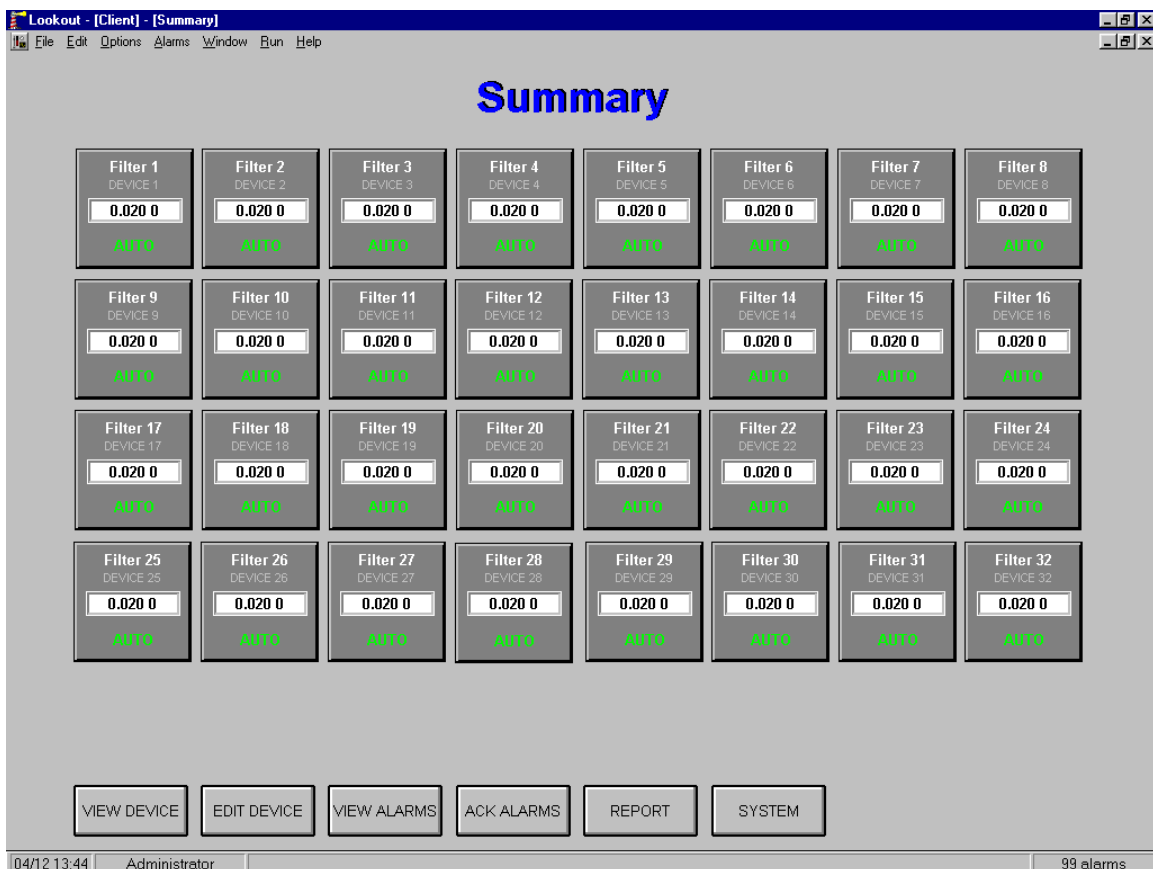 Lookout - [Client] - [Summary]
File Edit Options Alarms Window Run Help
Summary
Filter 1 Filter 2 Filter 3 Filter 4 Filter 5 Filter 6 Filter 7 Filter 8
DEVICE 1 DEVICE 2 DEVICE 3 DEVICE 4 DEVICE 5 DEVICE 6 DEVICE 7 DEVICE 8
0.020 0 0.020 0 0.020 0 0.020 0 0.020 0 0.020 0 0.020 0 0.020 0
AUTO AUTO AUTO AUTO AUTO AUTO AUTO AUTO
Filter 9 Filter 10 Filter 11 Filter 12 Filter 13 Filter 14 Filter 15 Filter 16
DEVICE 9 DEVICE 10 DEVICE 11 DEVICE 12 DEVICE 13 DEVICE 14 DEVICE 15 DEVICE 16
0.020 0 0.020 0 0.020 0 0.020 0 0.020 0 0.020 0 0.020 0 0.020 0
AUTO AUTO AUTO AUTO AUTO AUTO AUTO AUTO
Filter 17 Filter 18 Filter 19 Filter 20 Filter 21 Filter 22 Filter 23 Filter 24
DEVICE 17 DEVICE 18 DEVICE 19 DEVICE 20 DEVICE 21 DEVICE 22 DEVICE 23 DEVICE 24
0.020 0 0.020 0 0.020 0 0.020 0 0.020 0 0.020 0 0.020 0 0.020 0
AUTO AUTO AUTO AUTO AUTO AUTO AUTO AUTO
Filter 25 Filter 26 Filter 27 Filter 28 Filter 29 Filter 30 Filter 31 Filter 32
DEVICE 25 DEVICE 26 DEVICE 27 DEVICE 28 DEVICE 29 DEVICE 30 DEVICE 31 DEVICE 32
0.020 0 0.020 0 0.020 0 0.020 0 0.020 0 0.020 0 0.020 0 0.020 0
AUTO AUTO AUTO AUTO AUTO AUTO AUTO AUTO
VIEW DEVICE EDIT DEVICE VIEW ALARMS ACK ALARMS REPORT SYSTEM
04/12 13:44 Administrator 99 alarms